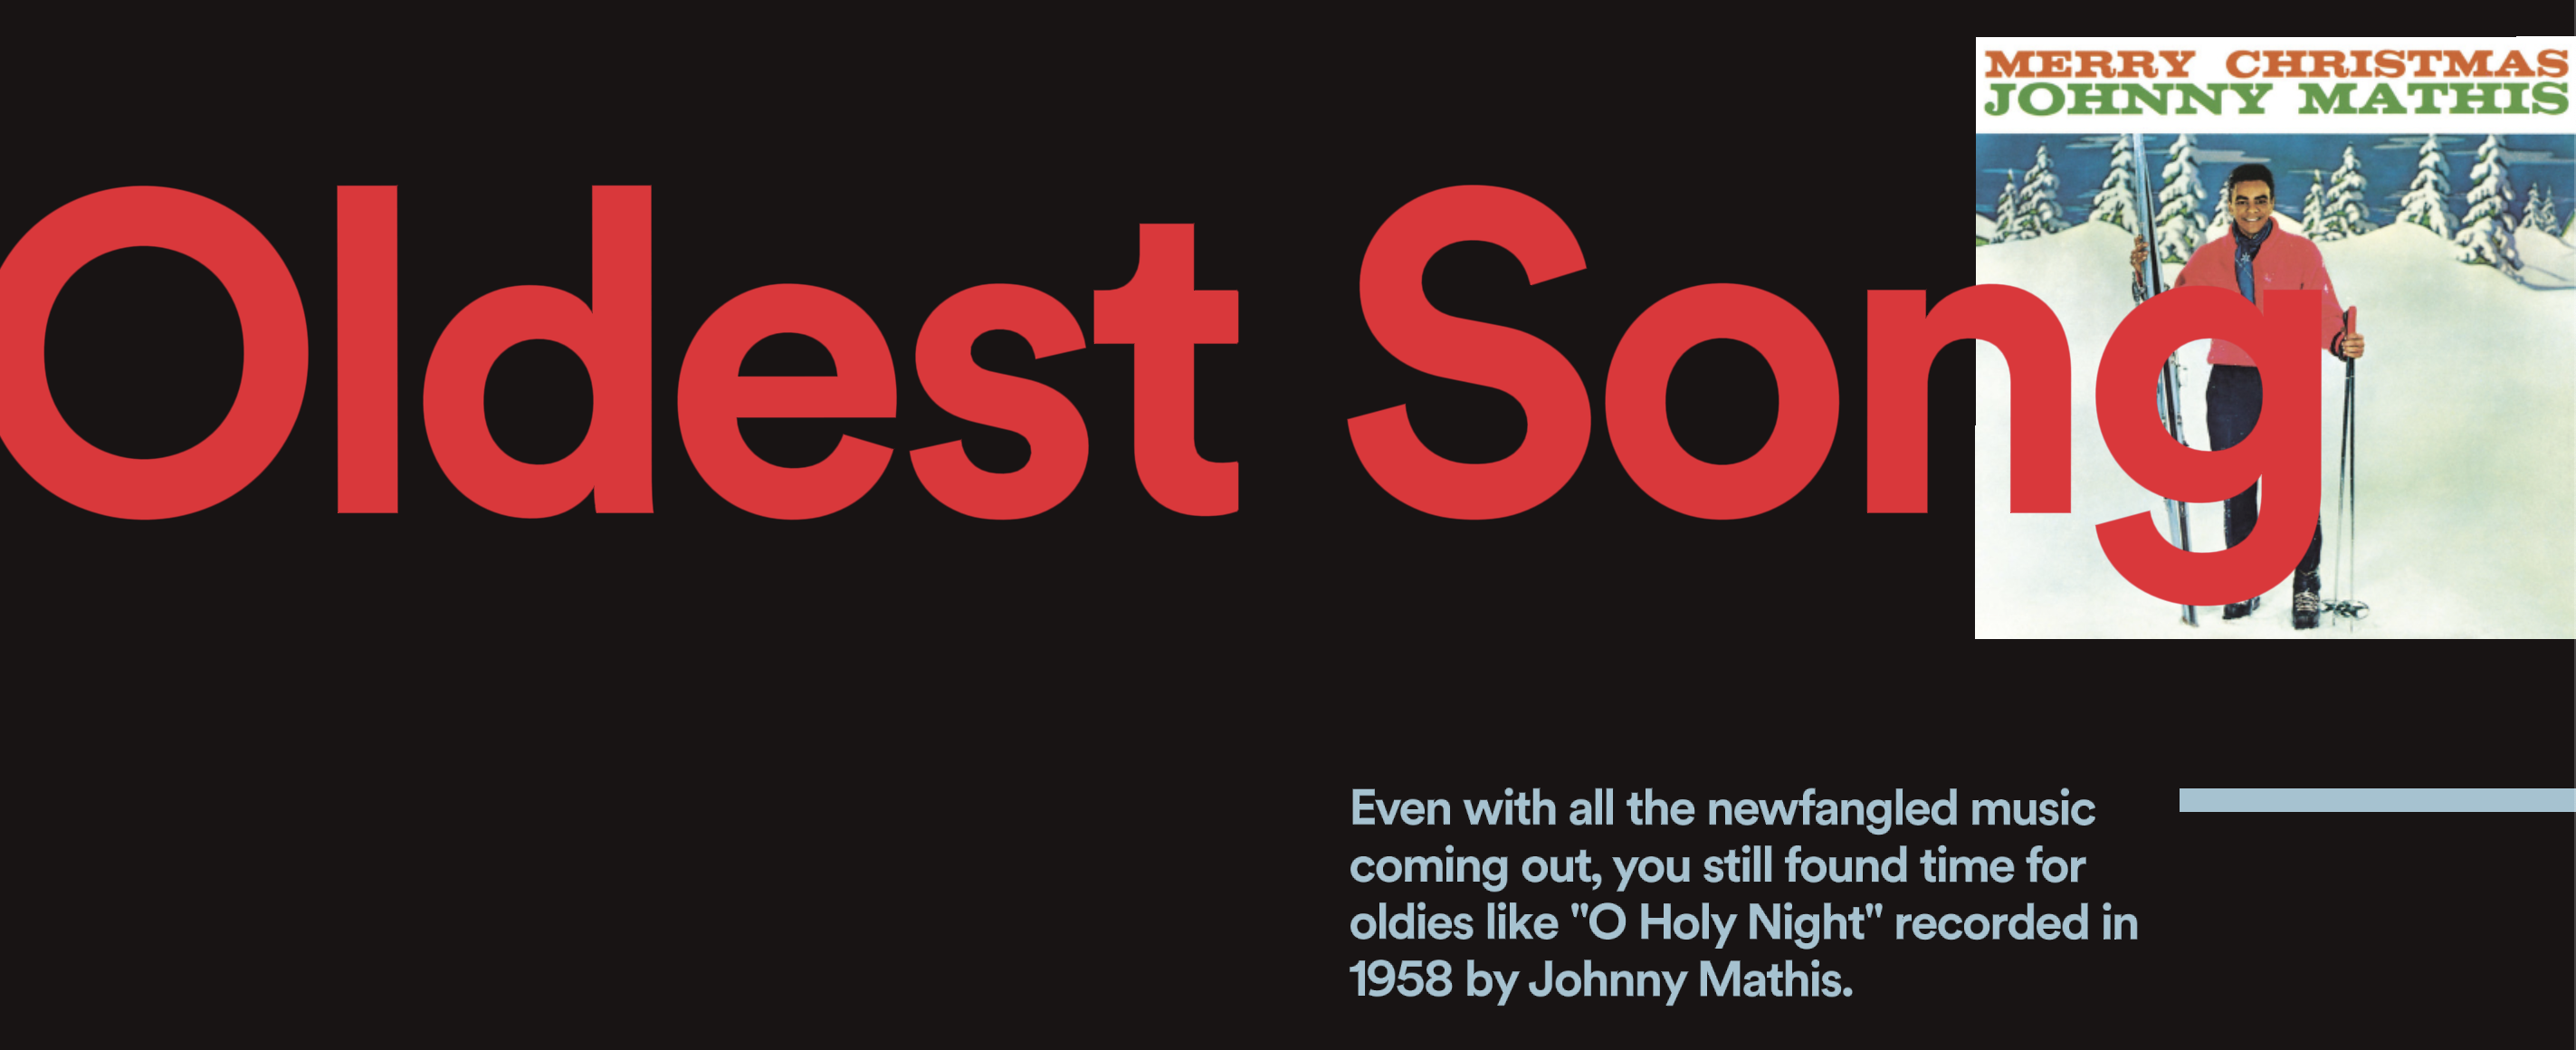 MERRY CHRISTMAS
JOHNNY MATHIS
Oldest Song
Even with all the newfangled music
coming out, you still found time for
oldies like "O Holy Night" recorded in
1958 by Johnny Mathis.